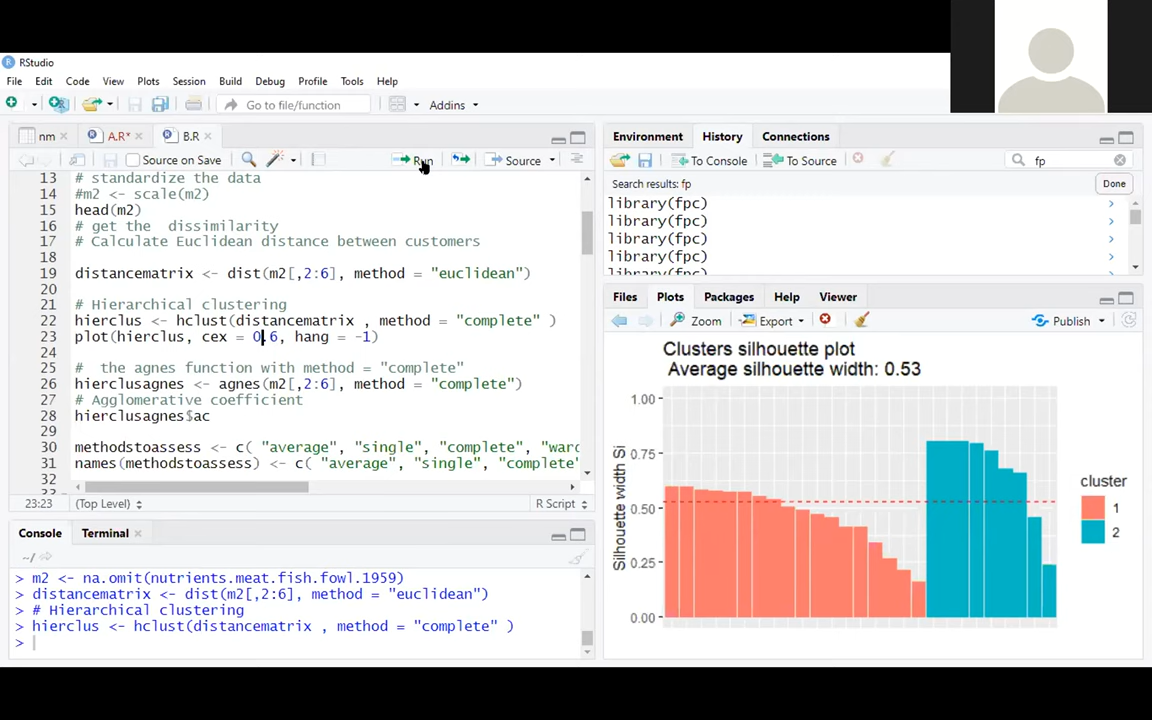 RStudio
File Edit Code View Plots Session Build Debug Profile Tools Help
Go to file/function Addins
nm A.R* B.R
Source on Save Run Source
13 # standardize the data
14 #m2 <- scale(m2)
15 head(m2)
16 # get the  dissimilarity
17 # Calculate Euclidean distance between customers
18
19 distancematrix <- dist(m2[,2:6], method = "euclidean")
20
21 # Hierarchical clustering
22 hierclus <- hclust(distancematrix , method = "complete" )
23 plot(hierclus, cex = 0.6, hang = -1)
24
25 #  the agnes function with method = "complete"
26 hierclusagnes <- agnes(m2[,2:6], method = "complete")
27 # Agglomerative coefficient
28 hierclusagnes$ac
29
30 methodstoassess <- c( "average", "single", "complete", "ward
31 names(methodstoassess) <- c( "average", "single", "complete"
32
23:23 (Top Level) R Script
Console Terminal
~/
> m2 <- na.omit(nutrients.meat.fish.fowl.1959)
> distancematrix <- dist(m2[,2:6], method = "euclidean")
> # Hierarchical clustering
> hierclus <- hclust(distancematrix , method = "complete" )
>
Environment History Connections
To Console To Source fp
Search results: fp Done
library(fpc)
library(fpc)
library(fpc)
library(fpc)
library(fpc)
Files Plots Packages Help Viewer
Zoom Export Publish
Clusters silhouette plot
Average silhouette width: 0.53
1.00
0.75
0.50
0.25
0.00
Silhouette width Si
cluster
1
2